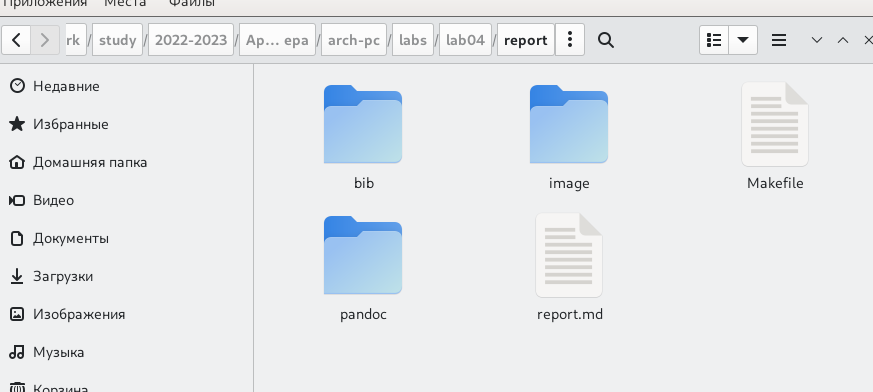 Приложения Места Файлы
rk / study / 2022-2023 / Ap… ера / arch-pc / labs / lab04 / report
Недавние
Избранные
Домашняя папка
Видео
Документы
Загрузки
Изображения
Музыка
Корзина
bib image Makefile
pandoc report.md